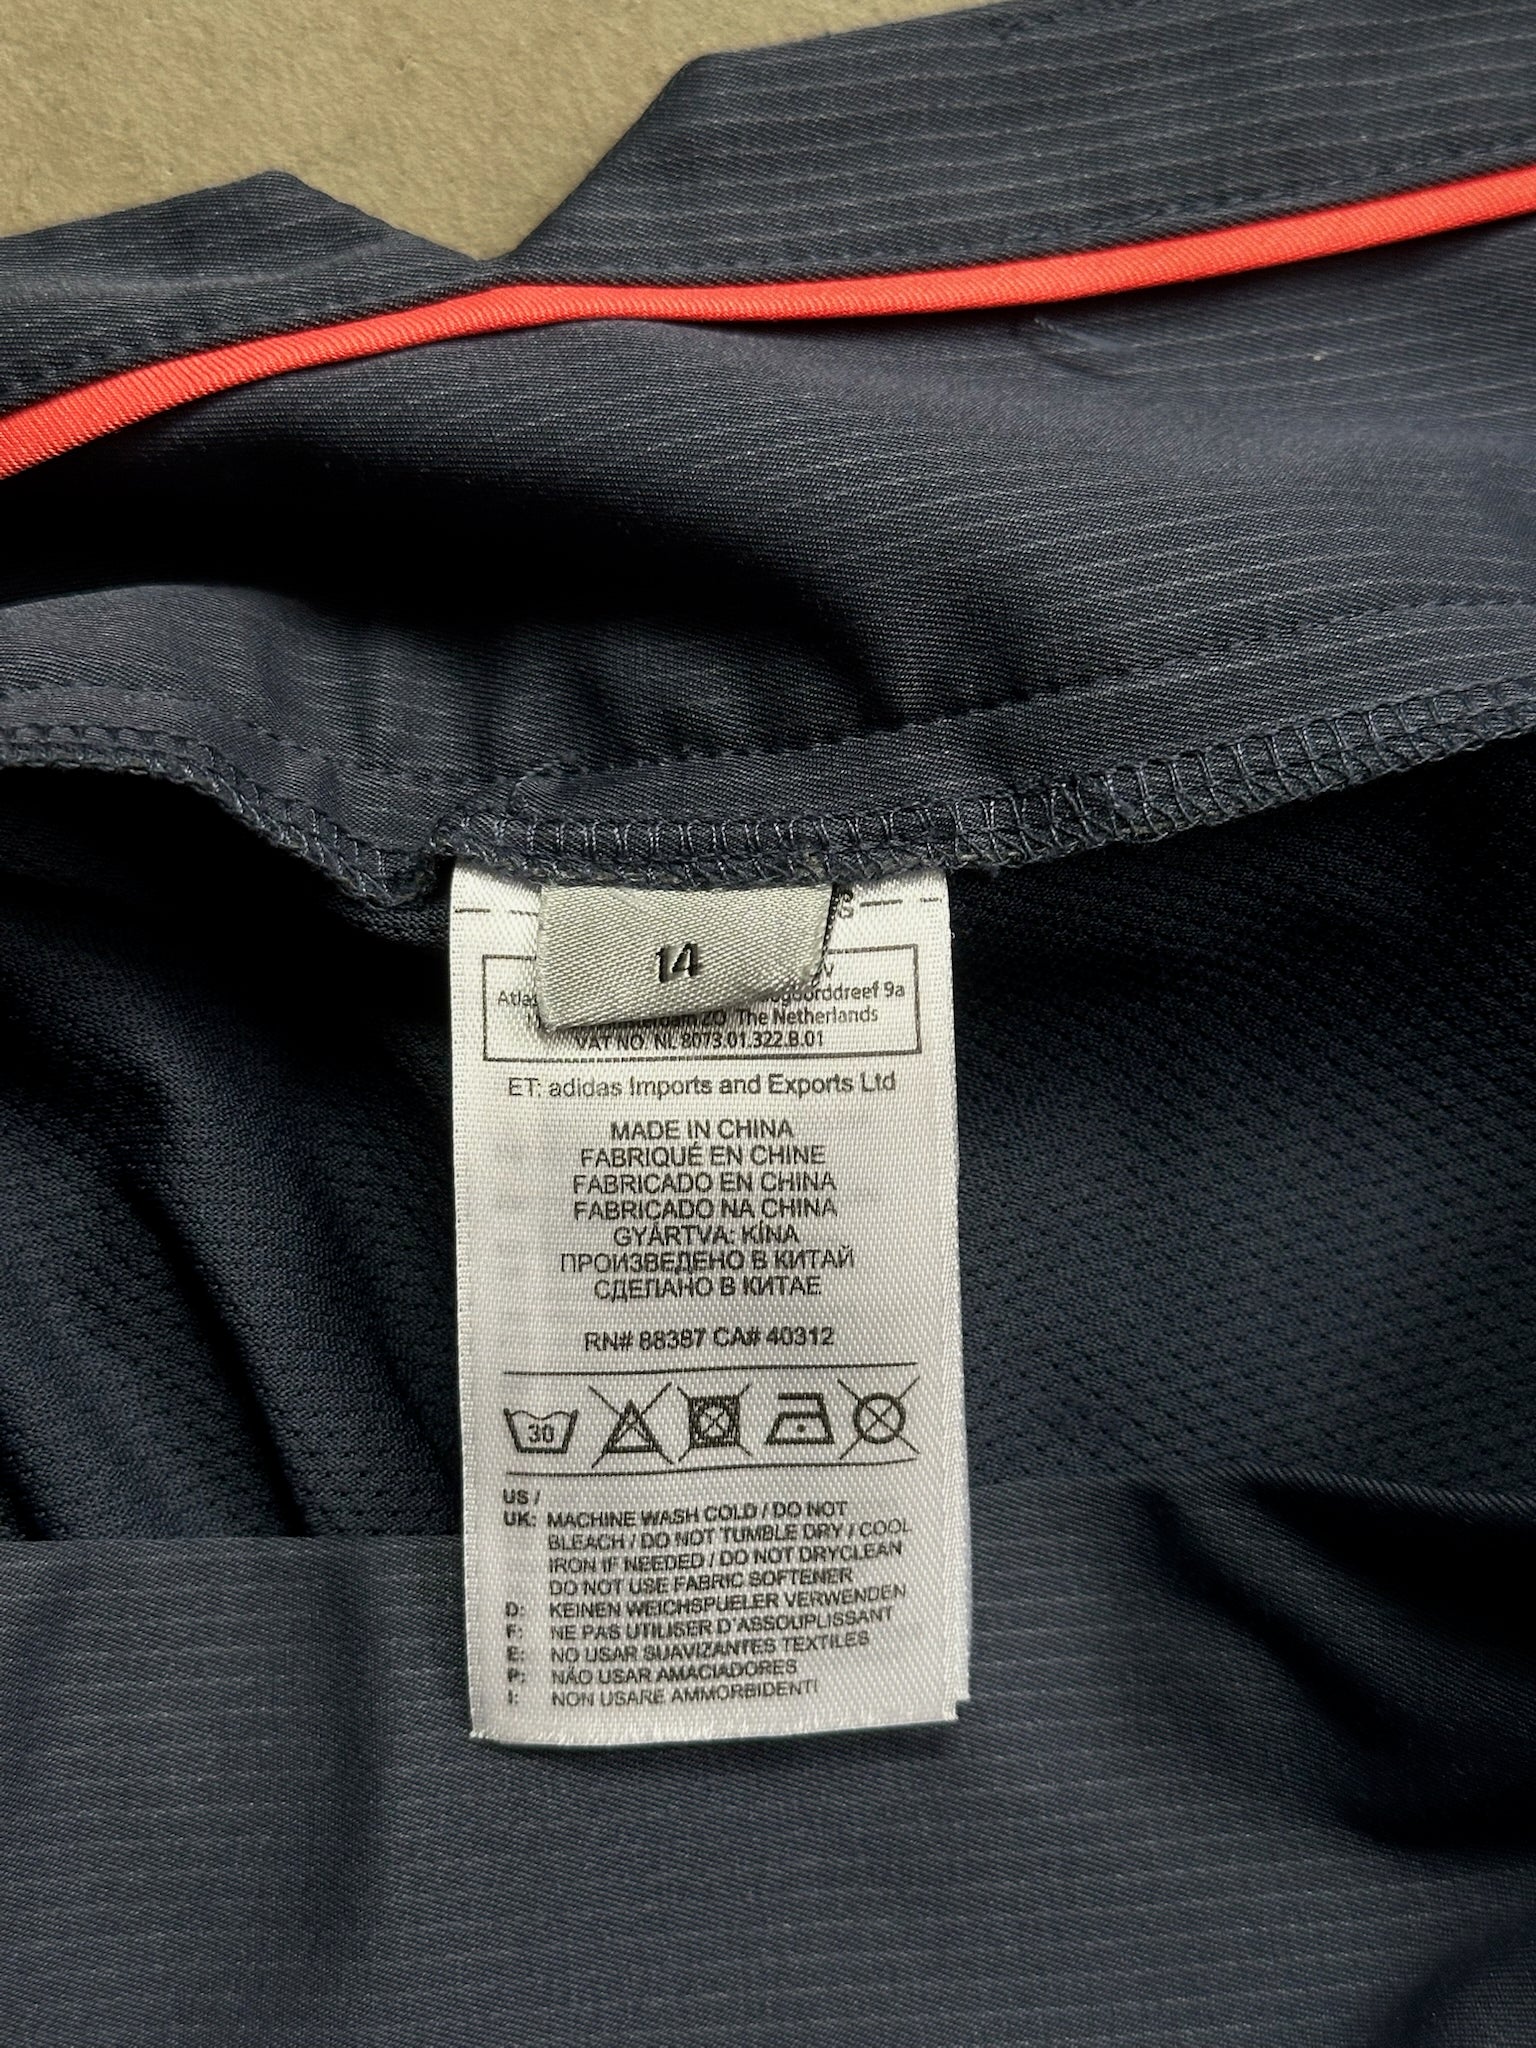 14
orddreef 9a
The Netherlands
VAT NO. NL 8073.01.322.B.01
ET: adidas Imports and Exports Ltd
MADE IN CHINA
FABRIQUÉ EN CHINE
FABRICADO EN CHINA
FABRICADO NA CHINA
GYÁRTVA: KÍNA
ПРОИЗВЕДЕНО В КИТАЙ
СДЕЛАНО В КИТАЕ
RN# 88387 CA# 40312
30
US /
UK: MACHINE WASH COLD / DO NOT
BLEACH / DO NOT TUMBLE DRY / COOL
IRON IF NEEDED / DO NOT DRYCLEAN
DO NOT USE FABRIC SOFTENER
D: KEINEN WEICHSPUELER VERWENDEN
F: NE PAS UTILISER D'ASSOUPLISSANT
E: NO USAR SUAVIZANTES TEXTILES
P: NÃO USAR AMACIADORES
I: NON USARE AMMORBIDENTI